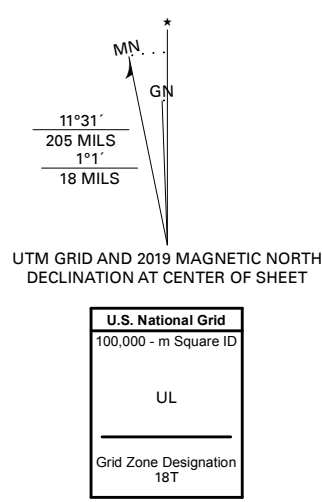 ★
MN
GN
11°31´
205 MILS
1°1´
18 MILS
UTM GRID AND 2019 MAGNETIC NORTH
DECLINATION AT CENTER OF SHEET
U.S. National Grid
100,000 - m Square ID
UL
Grid Zone Designation
18T